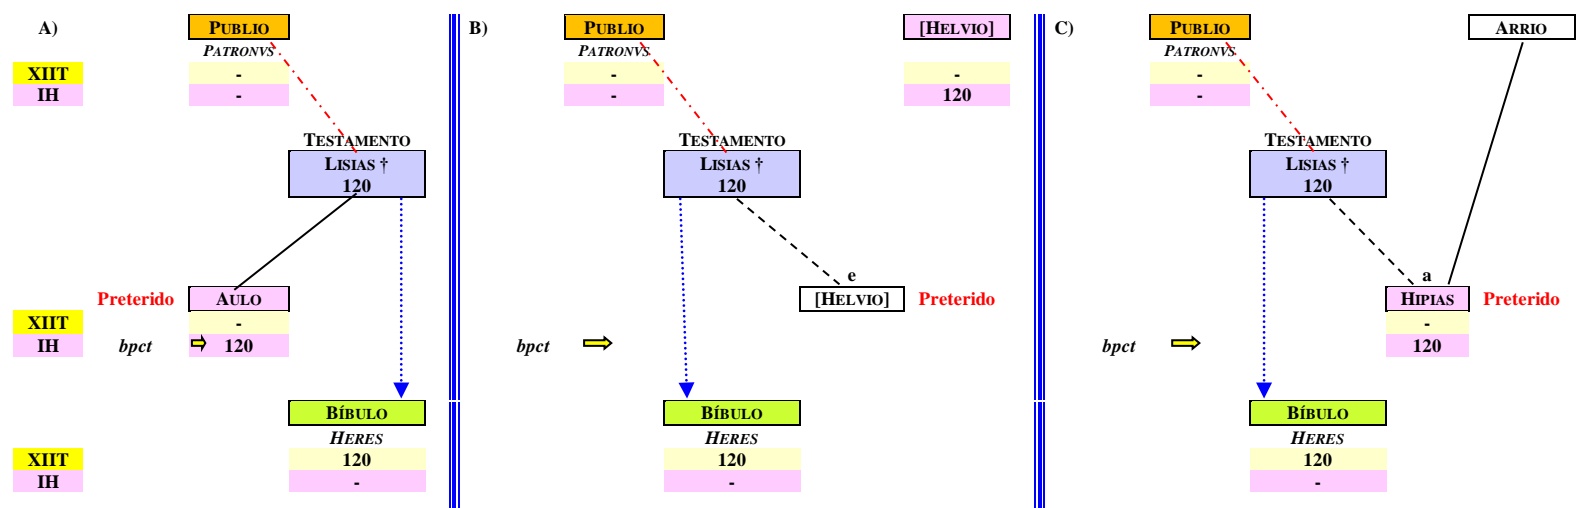 A)
PUBLIO
PATRONVS
XIIT
-
IH
-
TESTAMENTO
LISIAS †
120
Preterido
AULO
XIIT
-
IH
bpct
120
BÍBULO
HERES
XIIT
120
IH
-
B)
PUBLIO
[HELVIO]
PATRONVS
-
-
-
120
TESTAMENTO
LISIAS †
120
e
[HELVIO]
Preterido
bpct
BÍBULO
HERES
120
-
C)
PUBLIO
ARRIO
PATRONVS
-
-
TESTAMENTO
LISIAS †
120
a
HIPIAS
Preterido
-
bpct
120
BÍBULO
HERES
120
-